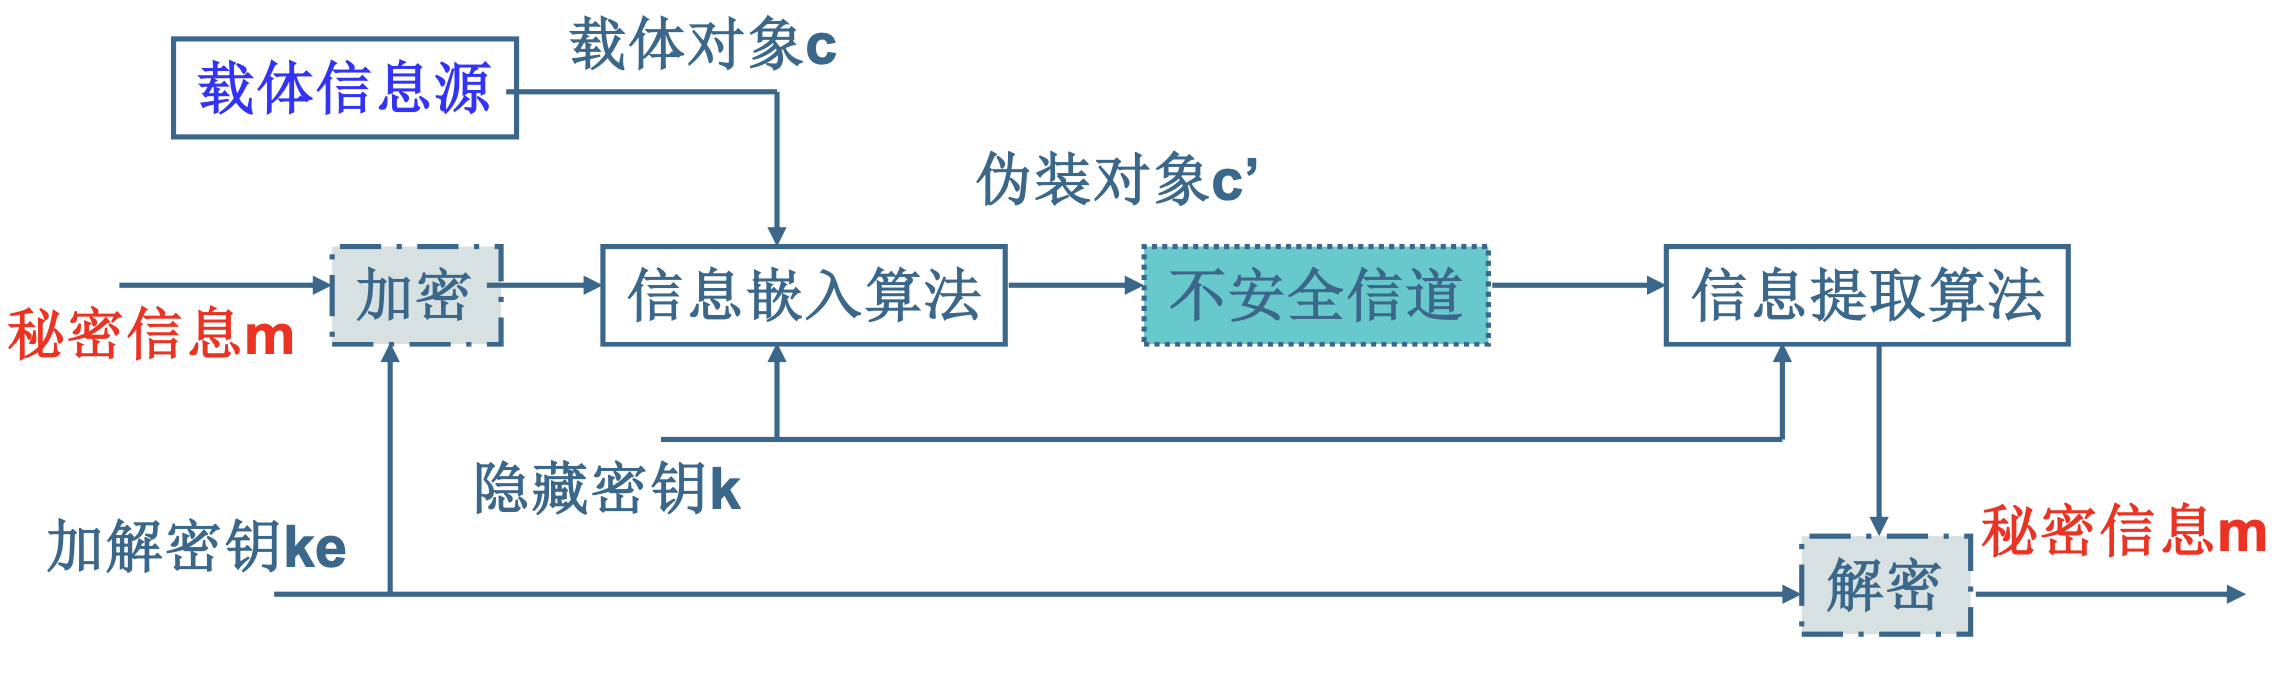 载体对象c
载体信息源
伪装对象c’
加密
信息嵌入算法
不安全信道
信息提取算法
秘密信息m
隐藏密钥k
加解密钥ke
秘密信息m
解密